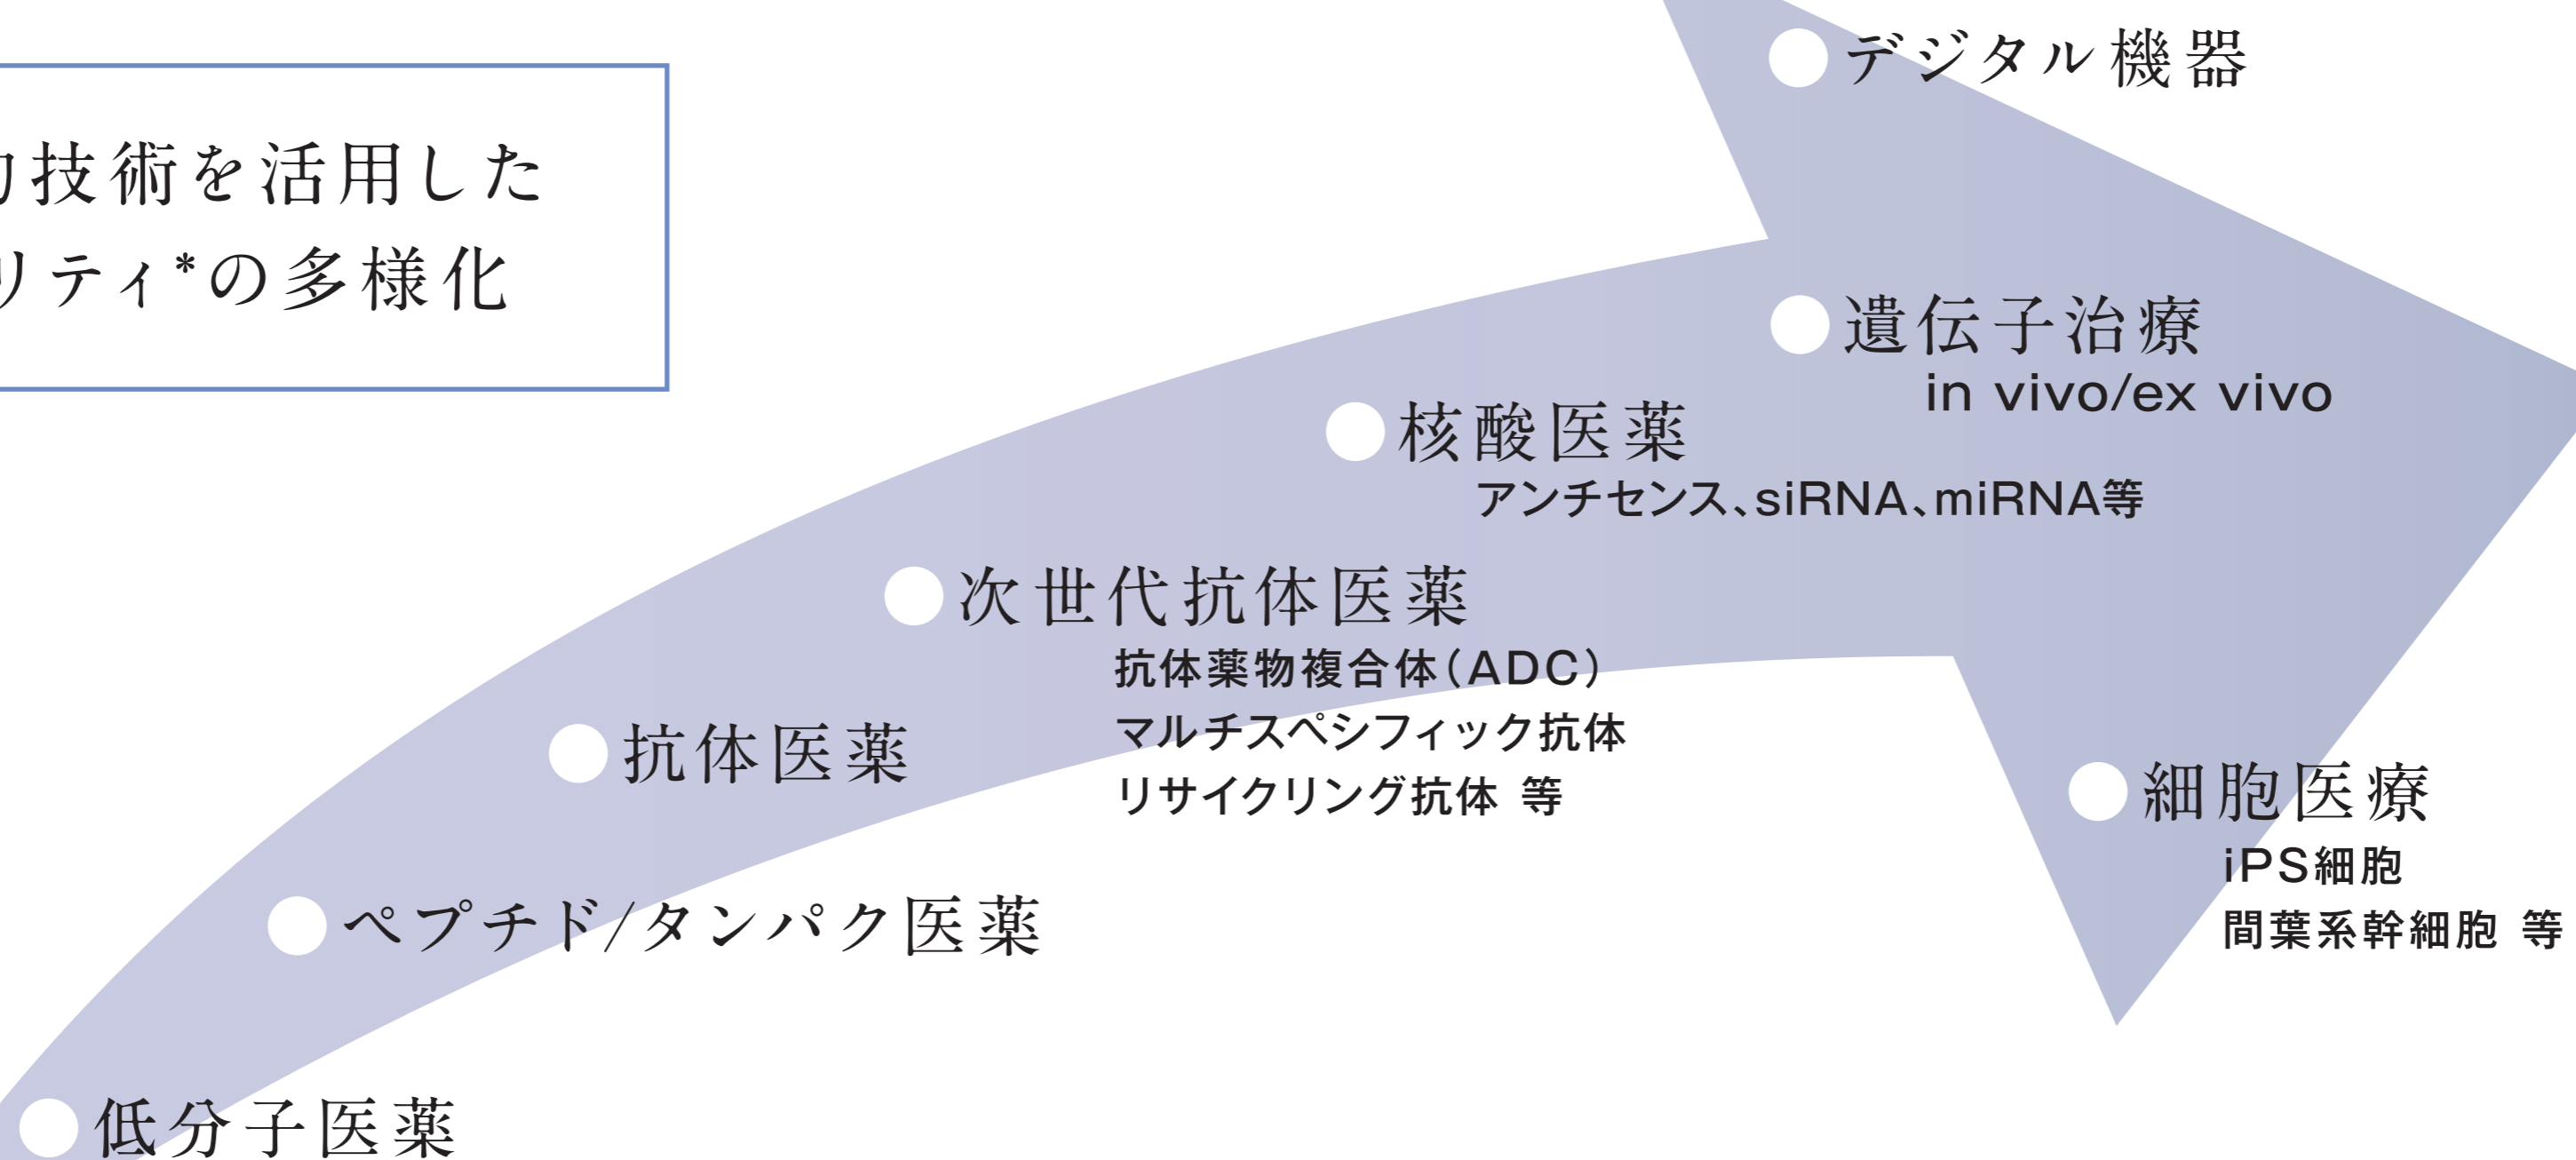 技術を活用した
リティ*の多様化
デジタル機器
遺伝子治療
in vivo/ex vivo
核酸医薬
アンチセンス、siRNA、miRNA等
次世代抗体医薬
抗体薬物複合体(ADC)
マルチスペシフィック抗体
リサイクリング抗体 等
抗体医薬
細胞医療
iPS細胞
間葉系幹細胞 等
ペプチド/タンパク医薬
低分子医薬